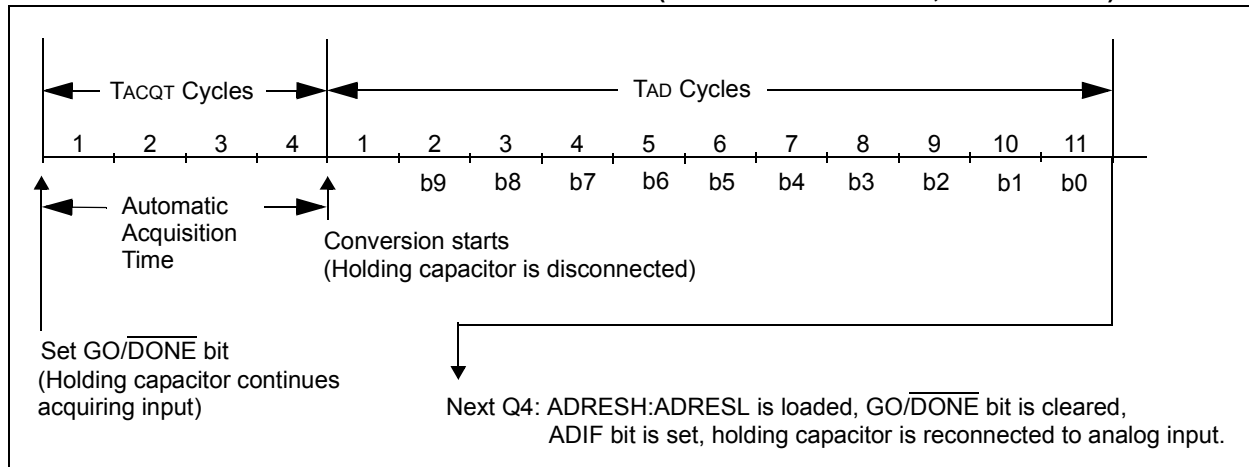 TACQT Cycles
TAD Cycles
1 2 3 4 1 2 3 4 5 6 7 8 9 10 11
b9 b8 b7 b6 b5 b4 b3 b2 b1 b0
Automatic
Acquisition
Time
Conversion starts
(Holding capacitor is disconnected)
Set GO/DONE bit
(Holding capacitor continues
acquiring input)
Next Q4: ADRESH:ADRESL is loaded, GO/DONE bit is cleared,
ADIF bit is set, holding capacitor is reconnected to analog input.